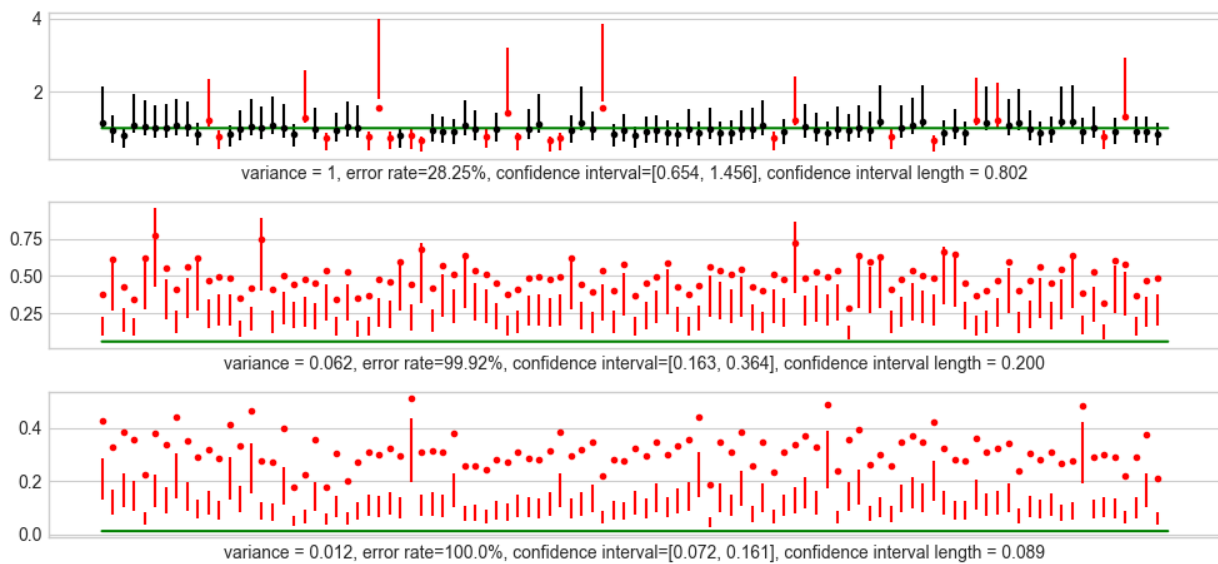 4
2
variance = 1, error rate=28.25%, confidence interval=[0.654, 1.456], confidence interval length = 0.802
0.75
0.50
0.25
variance = 0.062, error rate=99.92%, confidence interval=[0.163, 0.364], confidence interval length = 0.200
0.4
0.2
0.0
variance = 0.012, error rate=100.0%, confidence interval=[0.072, 0.161], confidence interval length = 0.089